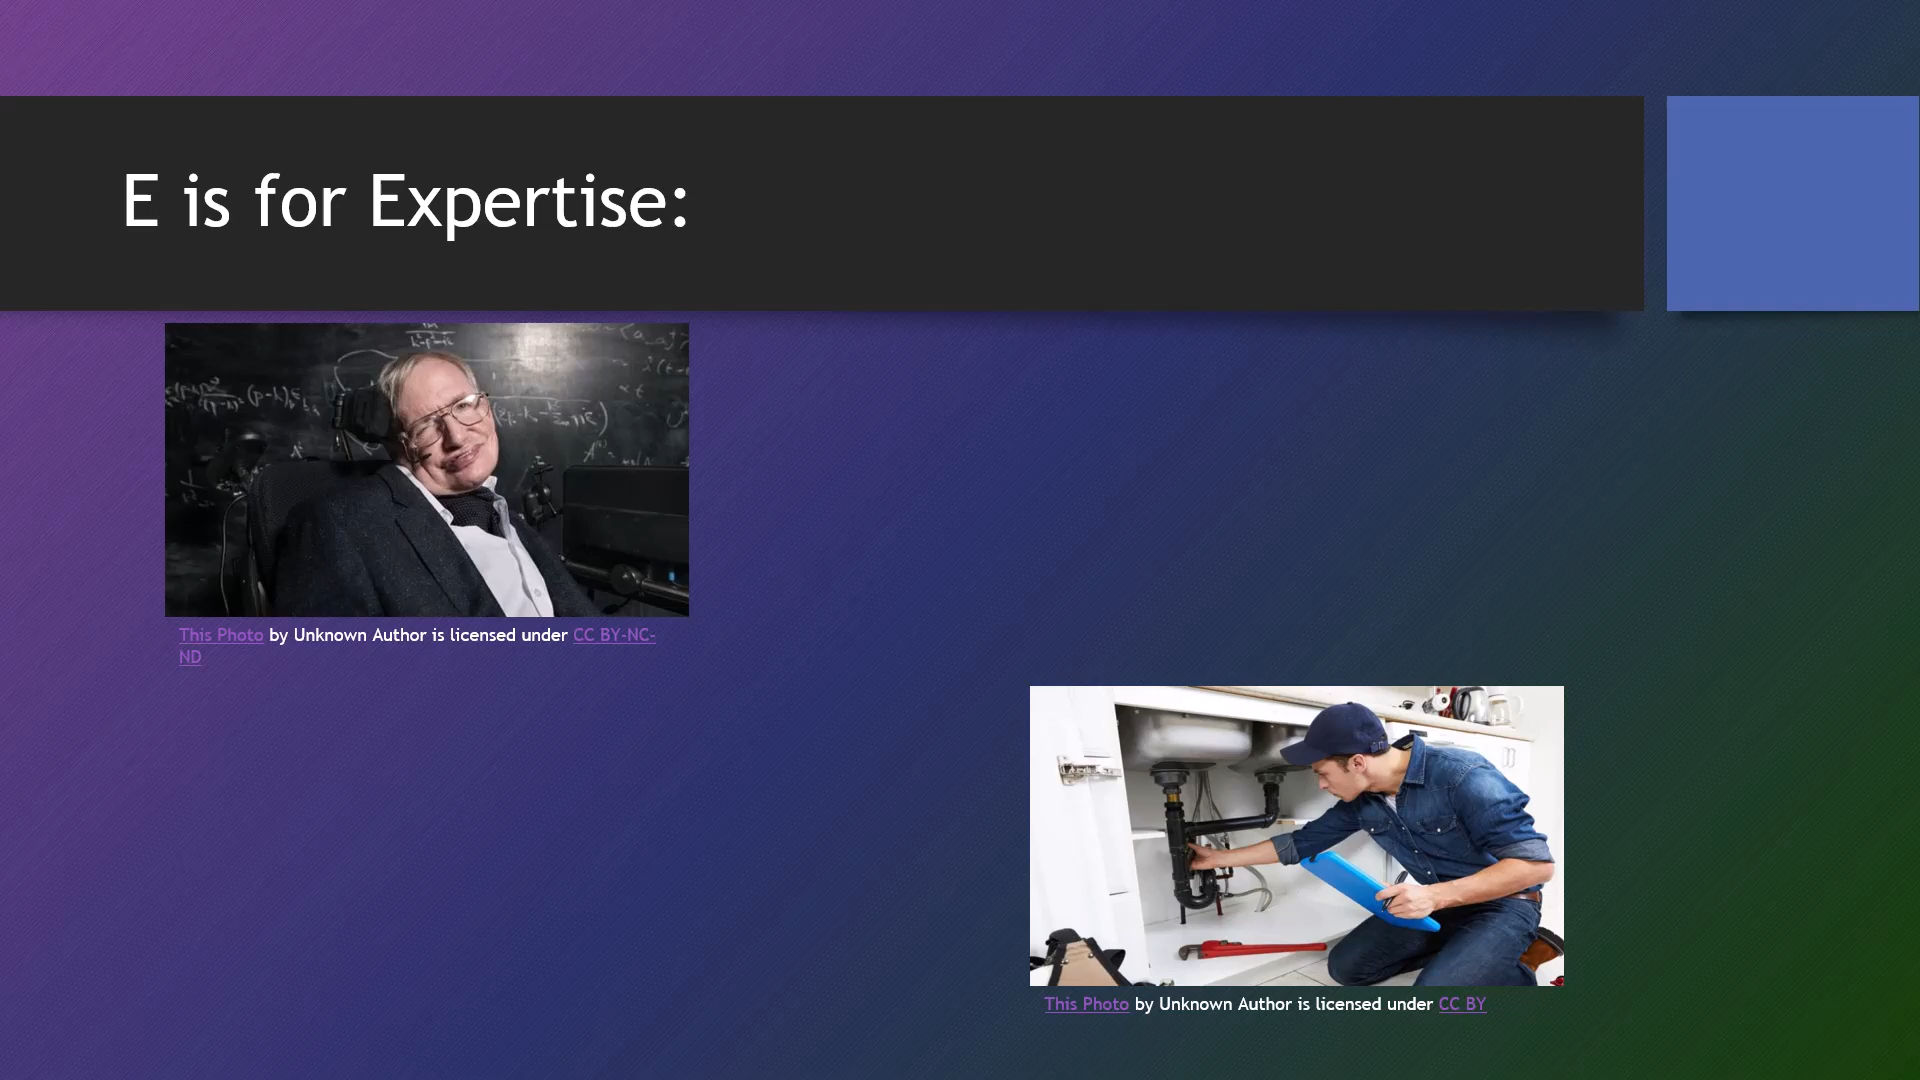 E is for Expertise:
This Photo by Unknown Author is licensed under CC BY-NC-
ND
This Photo by Unknown Author is licensed under CC BY